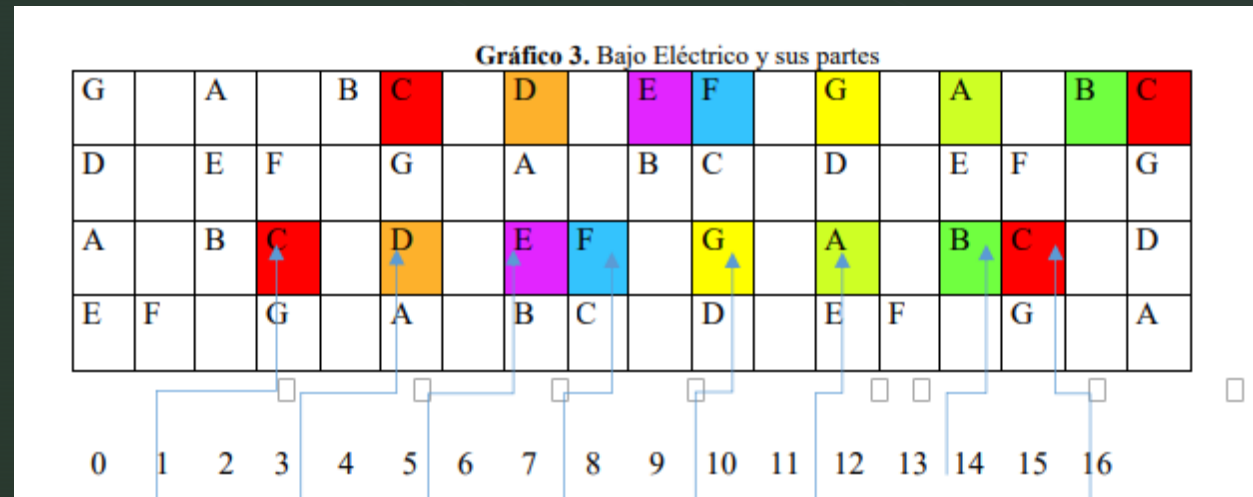 Gráfico 3. Bajo Eléctrico y sus partes
G A B C D E F G A B C
D E F G A B C D E F G
A B C D E F G A B C D
E F G A B C D E F G A
0 1 2 3 4 5 6 7 8 9 10 11 12 13 14 15 16